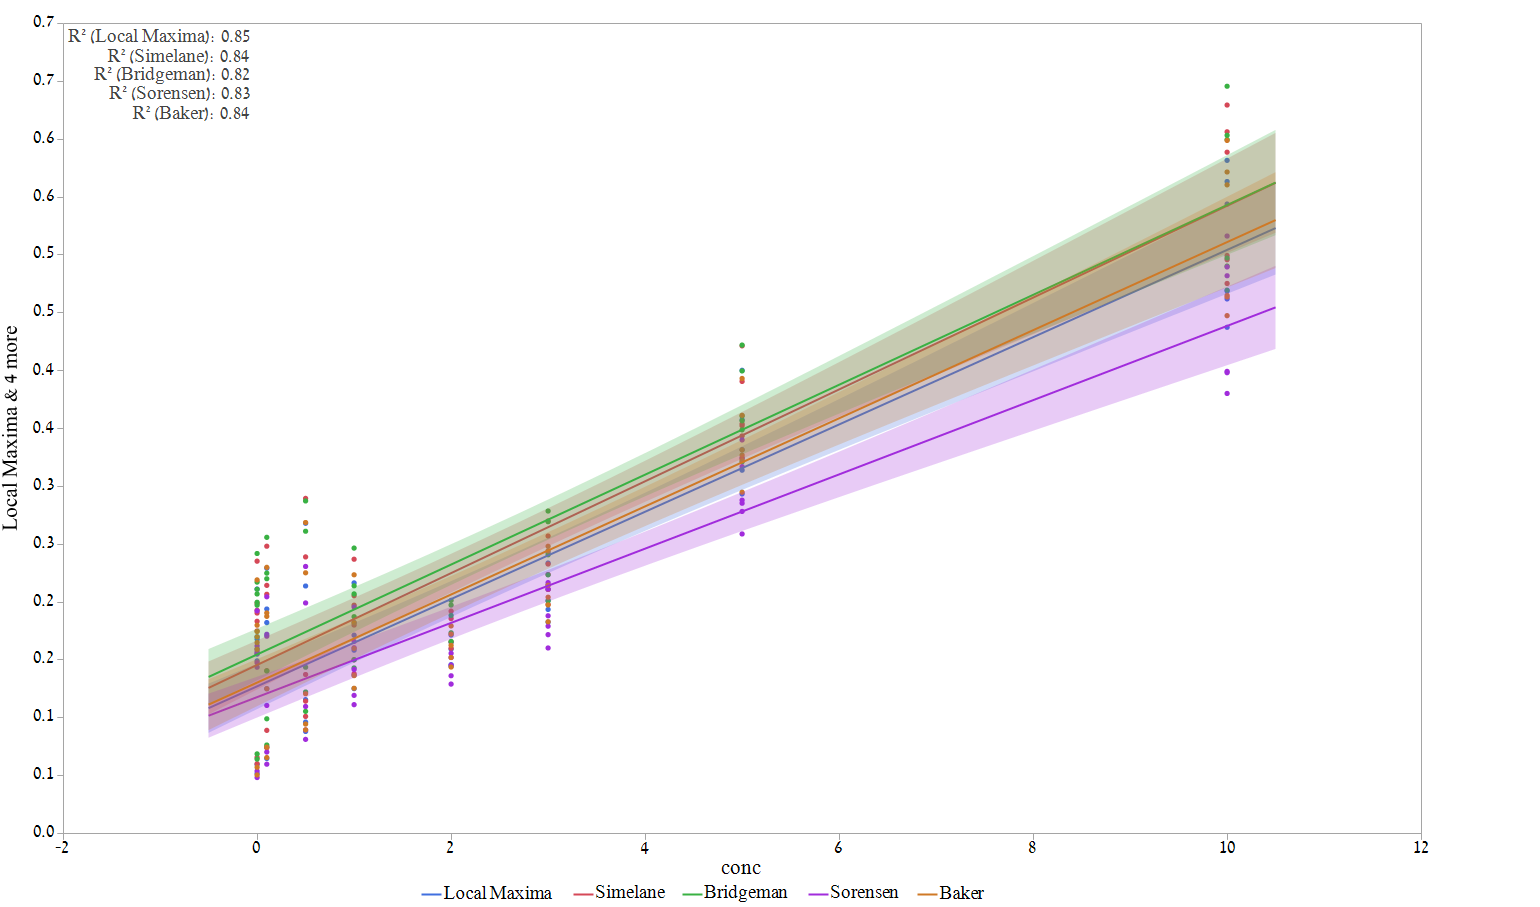 R² (Local Maxima): 0.85
R² (Simelane): 0.84
R² (Bridgeman): 0.82
R² (Sorensen): 0.83
R² (Baker): 0.84
0.7
0.7
0.6
0.6
0.5
0.5
0.4
0.4
0.3
0.3
0.2
0.2
0.1
0.1
0.0
Local Maxima & 4 more
-2 0 2 4 6 8 10 12
conc
Local Maxima Simelane Bridgeman Sorensen Baker